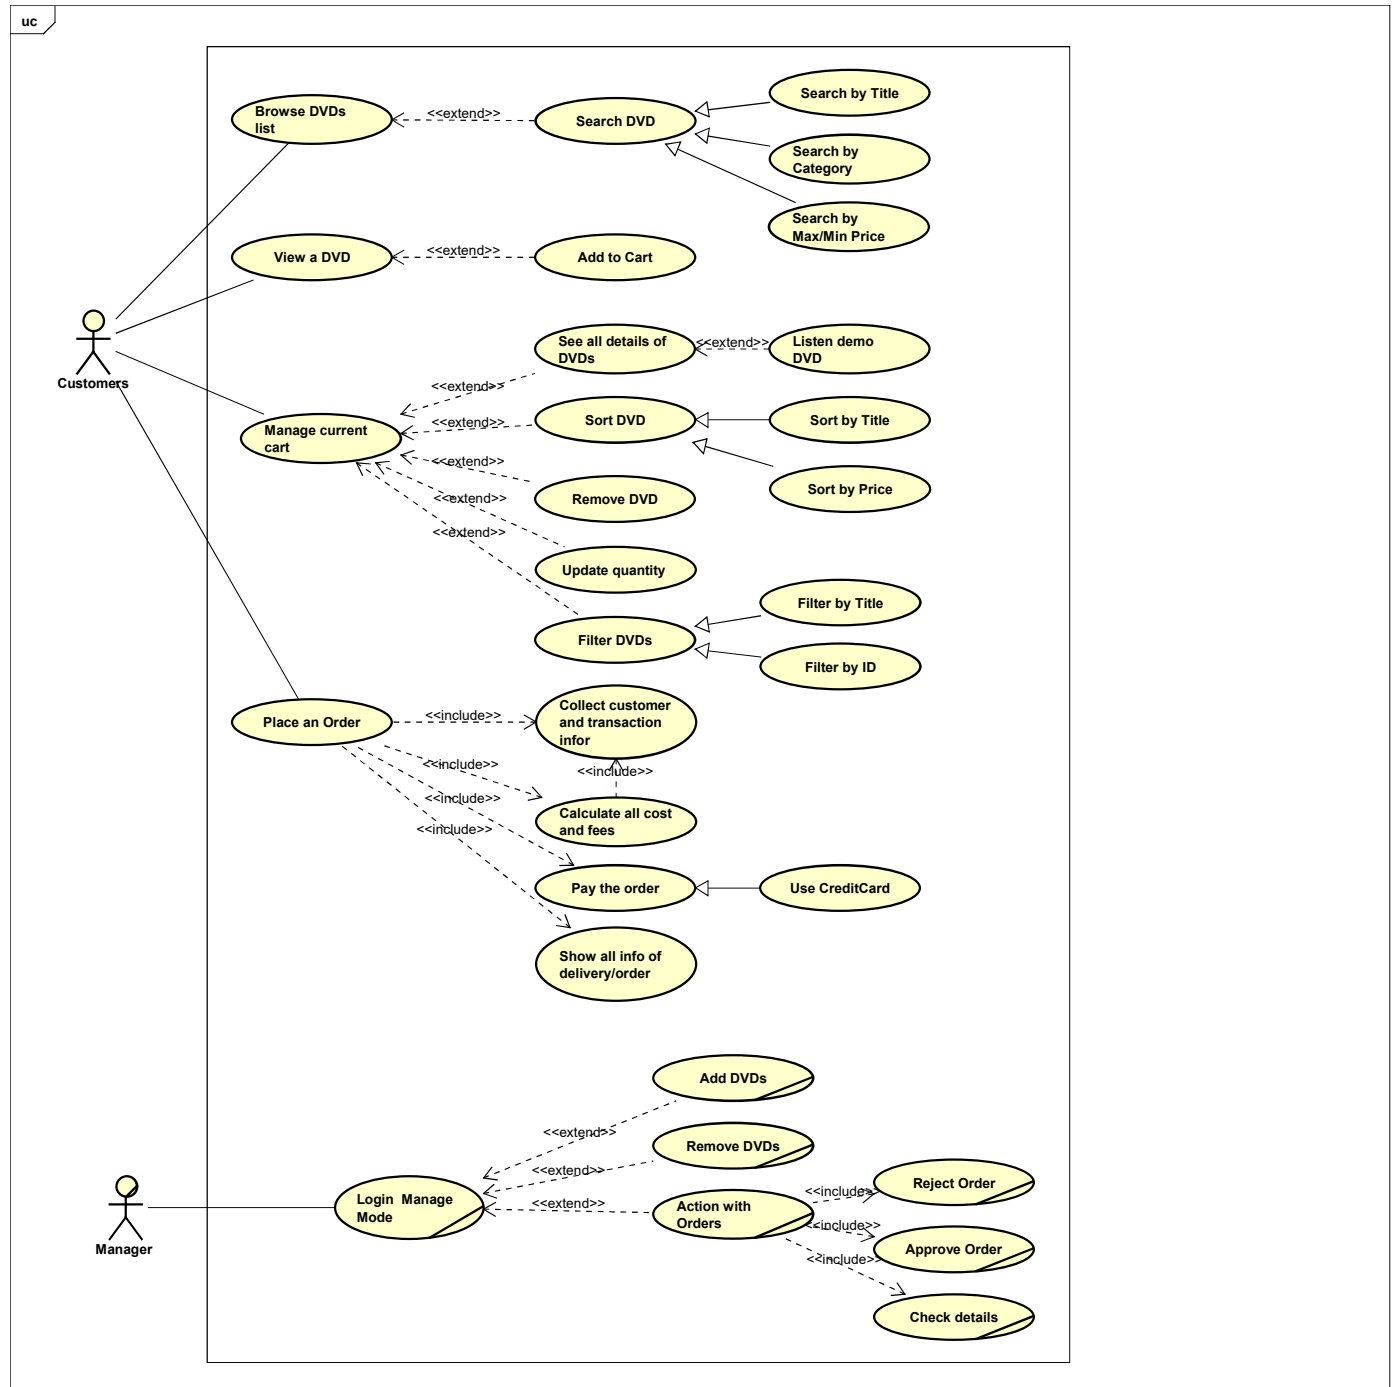 uc
Browse DVDs
list
<<extend>>
Search DVD
Search by Title
Search by
Category
Search by
Max/Min Price
View a DVD
<<extend>>
Add to Cart
Customers
See all details of
DVDs
<<extend>>
Listen demo
DVD
<<extend>>
Manage current
cart
<<extend>>
Sort DVD
Sort by Title
<<extend>>
Sort by Price
Remove DVD
<<extend>>
<<extend>>
Update quantity
Filter by Title
Filter DVDs
Filter by ID
Place an Order
<<include>>
Collect customer
and transaction
infor
<<include>>
<<include>>
<<include>>
<<include>>
Calculate all cost
and fees
Pay the order
Use CreditCard
Show all info of
delivery/order
Add DVDs
<<extend>>
Remove DVDs
<<extend>>
Manager
Login  Manage
Mode
<<extend>>
Action with
Orders
<<include>>
Reject Order
<<include>>
Approve Order
<<include>>
Check details